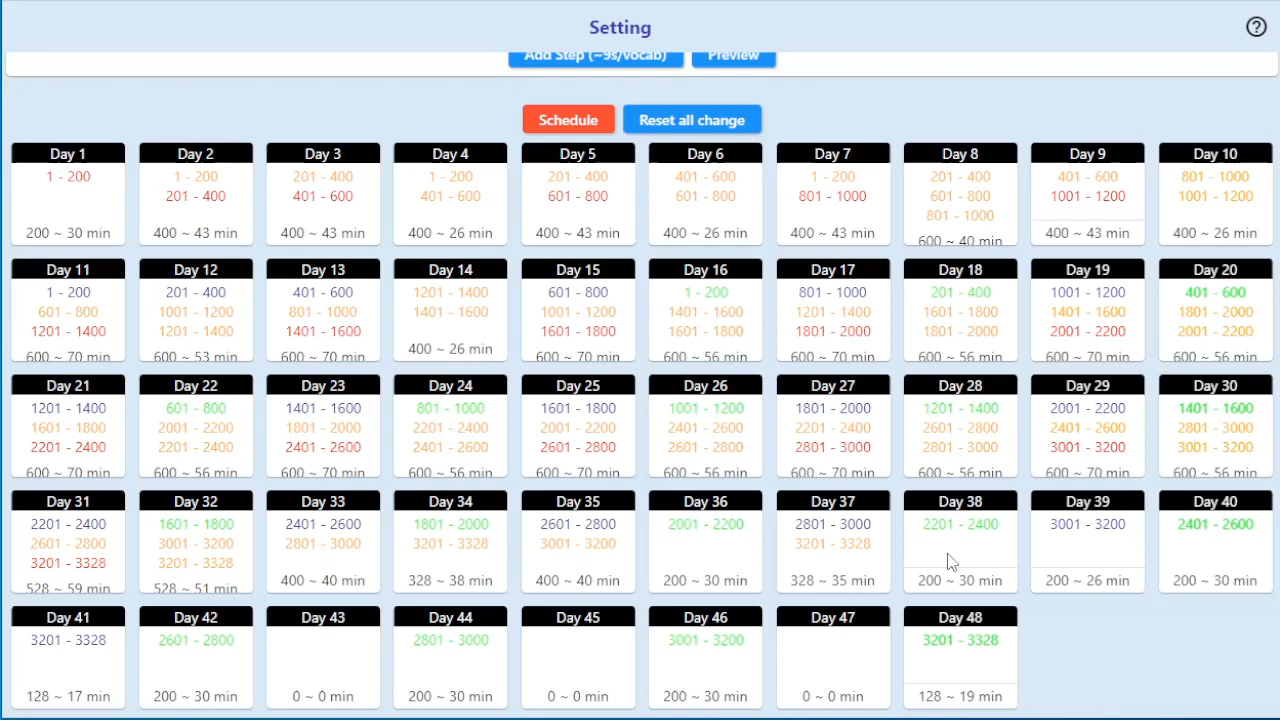 Setting
Add Step (~9s/vocab) Preview
Schedule Reset all change
Day 1 Day 2 Day 3 Day 4 Day 5 Day 6 Day 7 Day 8 Day 9 Day 10
1 - 200 1 - 200 201 - 400 1 - 200 201 - 400 401 - 600 1 - 200 201 - 400 401 - 600 801 - 1000
201 - 400 401 - 600 401 - 600 601 - 800 601 - 800 801 - 1000 601 - 800 1001 - 1200 1001 - 1200
801 - 1000
200 ~ 30 min 400 ~ 43 min 400 ~ 43 min 400 ~ 26 min 400 ~ 43 min 400 ~ 26 min 400 ~ 43 min 600 ~ 40 min 400 ~ 43 min 400 ~ 26 min
Day 11 Day 12 Day 13 Day 14 Day 15 Day 16 Day 17 Day 18 Day 19 Day 20
1 - 200 201 - 400 401 - 600 1201 - 1400 601 - 800 1 - 200 801 - 1000 201 - 400 1001 - 1200 401 - 600
601 - 800 1001 - 1200 801 - 1000 1401 - 1600 1001 - 1200 1401 - 1600 1201 - 1400 1601 - 1800 1401 - 1600 1801 - 2000
1201 - 1400 1201 - 1400 1401 - 1600 1601 - 1800 1601 - 1800 1801 - 2000 1801 - 2000 2001 - 2200 2001 - 2200
600 ~ 70 min 600 ~ 53 min 600 ~ 70 min 400 ~ 26 min 600 ~ 70 min 600 ~ 56 min 600 ~ 70 min 600 ~ 56 min 600 ~ 70 min 600 ~ 56 min
Day 21 Day 22 Day 23 Day 24 Day 25 Day 26 Day 27 Day 28 Day 29 Day 30
1201 - 1400 601 - 800 1401 - 1600 801 - 1000 1601 - 1800 1001 - 1200 1801 - 2000 1201 - 1400 2001 - 2200 1401 - 1600
1601 - 1800 2001 - 2200 1801 - 2000 2201 - 2400 2001 - 2200 2401 - 2600 2201 - 2400 2601 - 2800 2401 - 2600 2801 - 3000
2201 - 2400 2201 - 2400 2401 - 2600 2401 - 2600 2601 - 2800 2601 - 2800 2801 - 3000 2801 - 3000 3001 - 3200 3001 - 3200
600 ~ 70 min 600 ~ 56 min 600 ~ 70 min 600 ~ 56 min 600 ~ 70 min 600 ~ 56 min 600 ~ 70 min 600 ~ 56 min 600 ~ 70 min 600 ~ 56 min
Day 31 Day 32 Day 33 Day 34 Day 35 Day 36 Day 37 Day 38 Day 39 Day 40
2201 - 2400 1601 - 1800 2401 - 2600 1801 - 2000 2601 - 2800 2001 - 2200 2801 - 3000 2201 - 2400 3001 - 3200 2401 - 2600
2601 - 2800 3001 - 3200 2801 - 3000 3201 - 3328 3001 - 3200 3201 - 3328
3201 - 3328 3201 - 3328
528 ~ 59 min 528 ~ 51 min 400 ~ 40 min 328 ~ 38 min 400 ~ 40 min 200 ~ 30 min 328 ~ 35 min 200 ~ 30 min 200 ~ 26 min 200 ~ 30 min
Day 41 Day 42 Day 43 Day 44 Day 45 Day 46 Day 47 Day 48
3201 - 3328 2601 - 2800 2801 - 3000 3001 - 3200 3201 - 3328
128 ~ 17 min 200 ~ 30 min 0 ~ 0 min 200 ~ 30 min 0 ~ 0 min 200 ~ 30 min 0 ~ 0 min 128 ~ 19 min